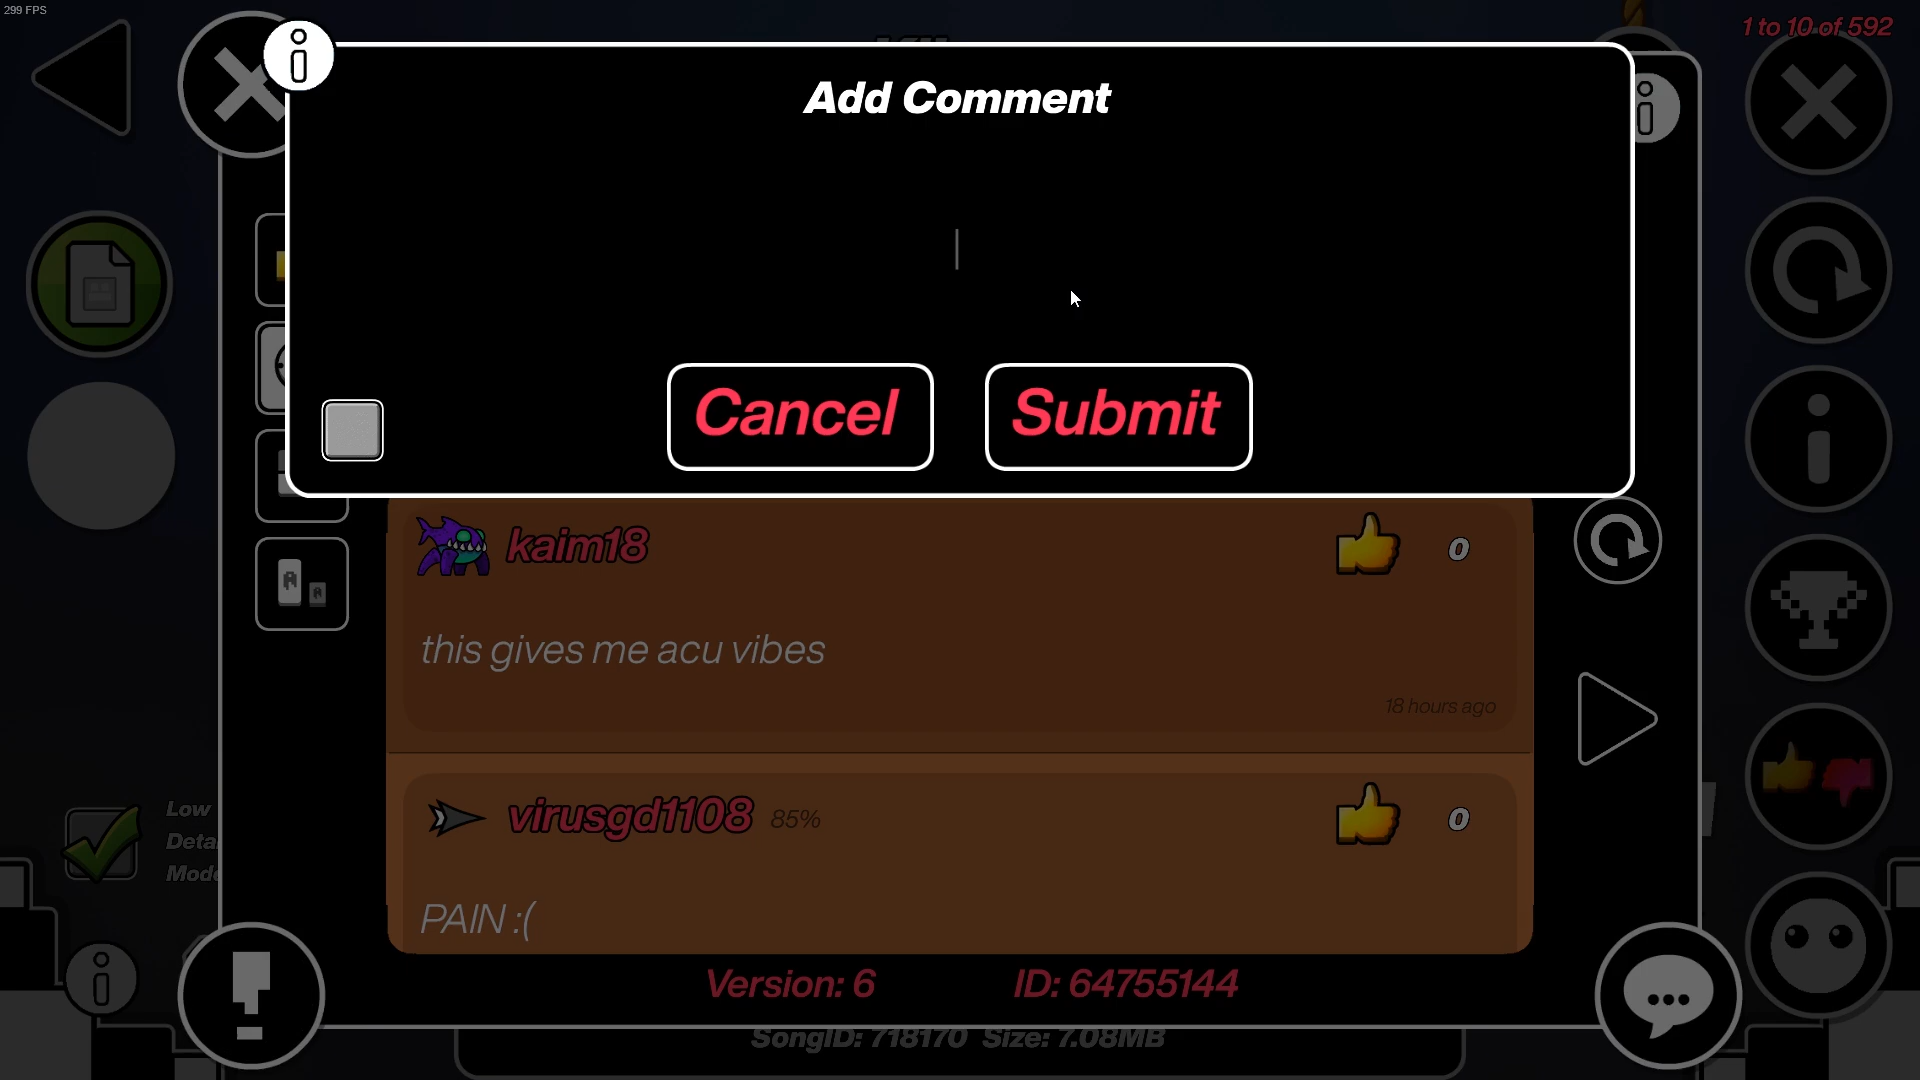 299 FPS
1 to 10 of 592
Add Comment
Cancel
Submit
kaim18
0
this gives me acu vibes
18 hours ago
virusgd1108 85%
0
PAIN :(
Low
Mode
Version: 6
ID: 64755144
SongID: 718170 Size: 7.08MB